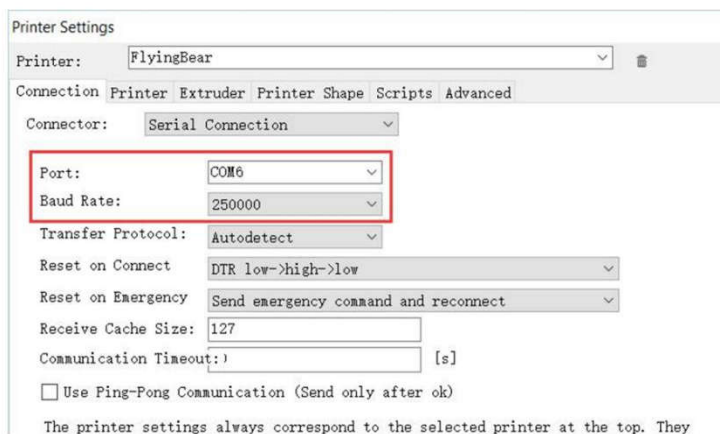 Printer Settings
Printer: FlyingBear
Connection Printer Extruder Printer Shape Scripts Advanced
Connector: Serial Connection
Port: COM6
Baud Rate: 250000
Transfer Protocol: Autodetect
Reset on Connect DTR low->high->low
Reset on Emergency Send emergency command and reconnect
Receive Cache Size: 127
Communication Timeout: [s]
Use Ping-Pong Communication (Send only after ok)
The printer settings always correspond to the selected printer at the top. They